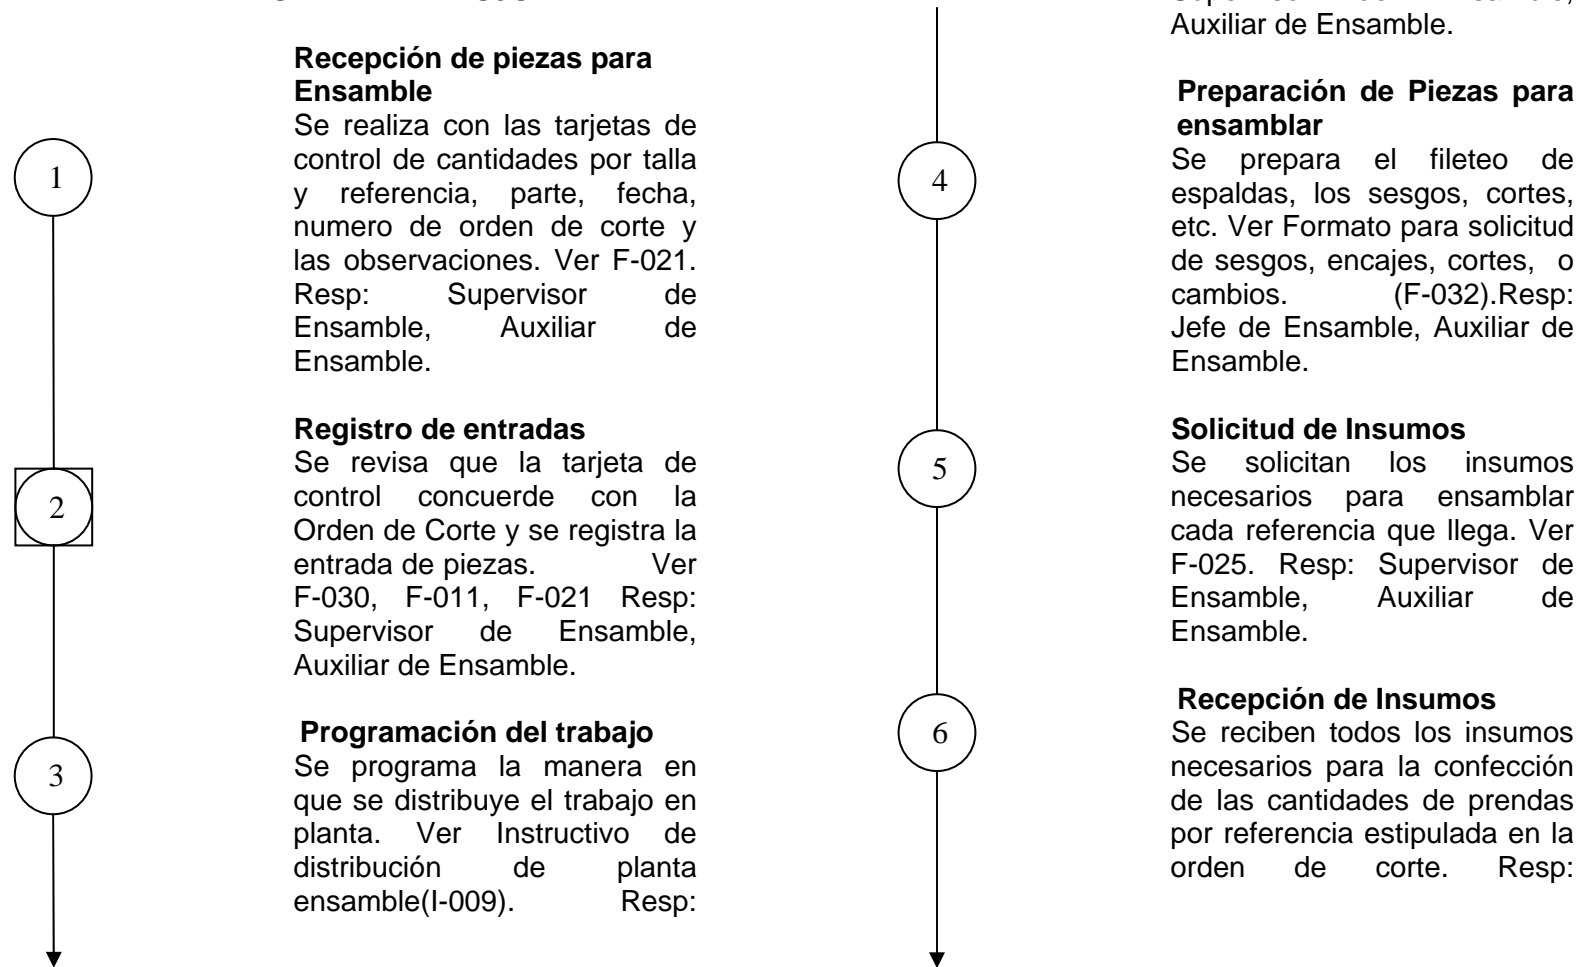 Recepción de piezas para
Ensamble
Se realiza con las tarjetas de
control de cantidades por talla
y referencia, parte, fecha,
numero de orden de corte y
las observaciones. Ver F-021.
Resp: Supervisor de
Ensamble, Auxiliar de
Ensamble.
1
Registro de entradas
Se revisa que la tarjeta de
control concuerde con la
Orden de Corte y se registra la
entrada de piezas. Ver
F-030, F-011, F-021 Resp:
Supervisor de Ensamble,
Auxiliar de Ensamble.
2
Programación del trabajo
Se programa la manera en
que se distribuye el trabajo en
planta. Ver Instructivo de
distribución de planta
ensamble(I-009). Resp:
3
Auxiliar de Ensamble.
Preparación de Piezas para
ensamblar
Se prepara el fileteo de
espaldas, los sesgos, cortes,
etc. Ver Formato para solicitud
de sesgos, encajes, cortes, o
cambios. (F-032).Resp:
Jefe de Ensamble, Auxiliar de
Ensamble.
4
Solicitud de Insumos
Se solicitan los insumos
necesarios para ensamblar
cada referencia que llega. Ver
F-025. Resp: Supervisor de
Ensamble, Auxiliar de
Ensamble.
5
Recepción de Insumos
Se reciben todos los insumos
necesarios para la confección
de las cantidades de prendas
por referencia estipulada en la
orden de corte. Resp:
6